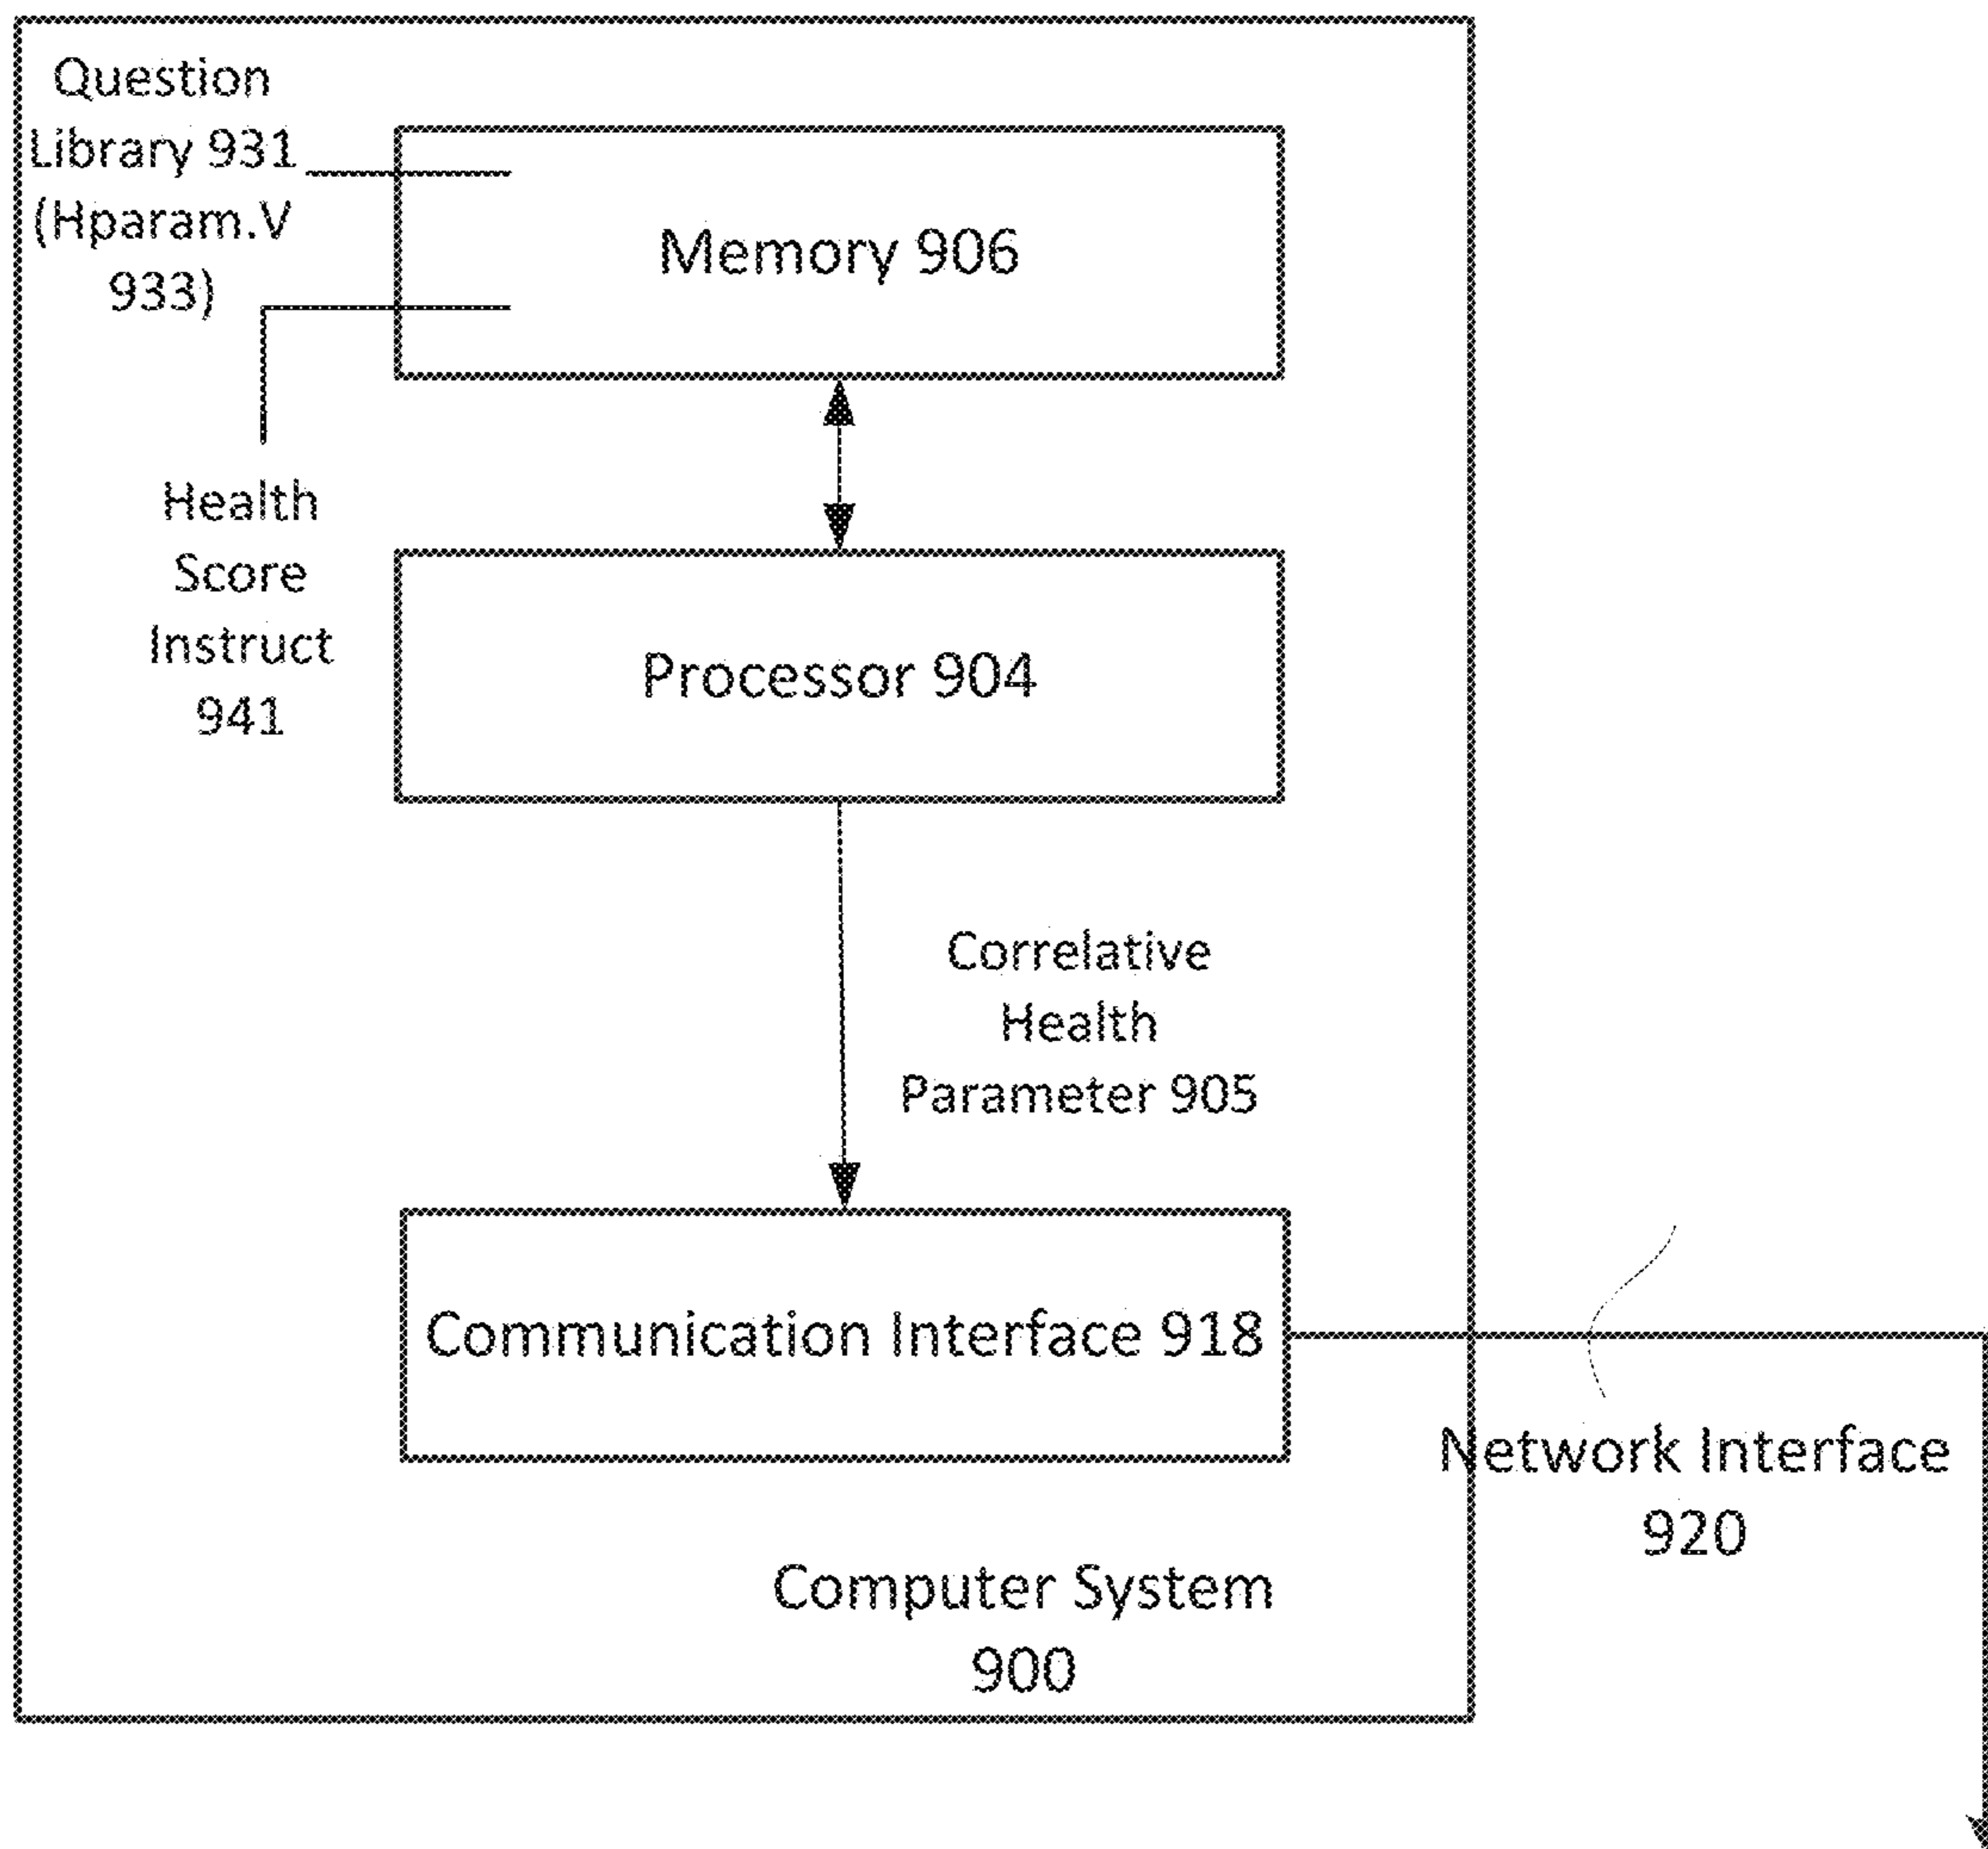 Question
Library 931
(Hparam.V
933)
Memory 906
Health
Score
Instruct
941
Processor 904
Correlative
Health
Parameter 905
Communication Interface 918
Network Interface
920
Computer System
900